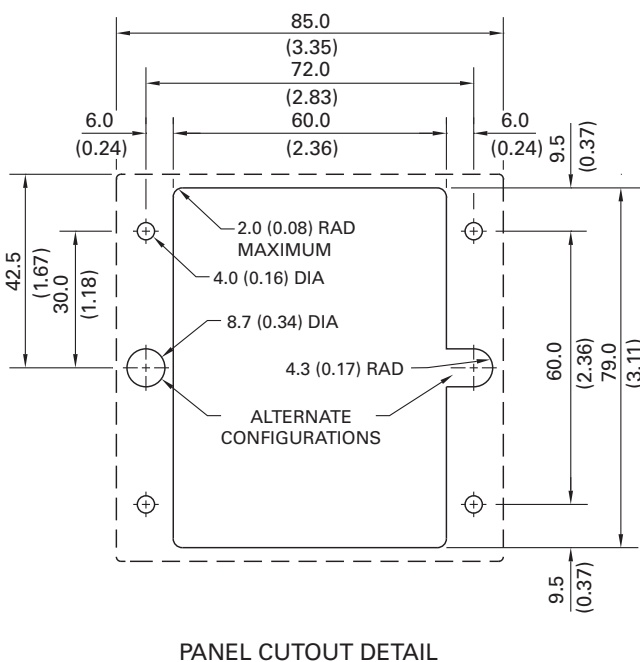 85.0
(3.35)
72.0
(2.83)
6.0
(0.24)
60.0
(2.36)
6.0
(0.24)
9.5
(0.37)
42.5
(1.67)
30.0
(1.18)
2.0 (0.08) RAD
MAXIMUM
4.0 (0.16) DIA
8.7 (0.34) DIA
4.3 (0.17) RAD
ALTERNATE
CONFIGURATIONS
60.0
(2.36)
79.0
(3.11)
9.5
(0.37)
PANEL CUTOUT DETAIL